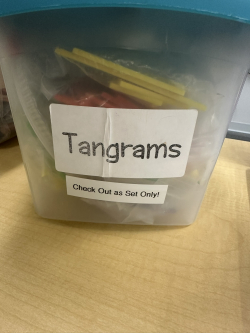 Tangrams
Check Out as Set Only!